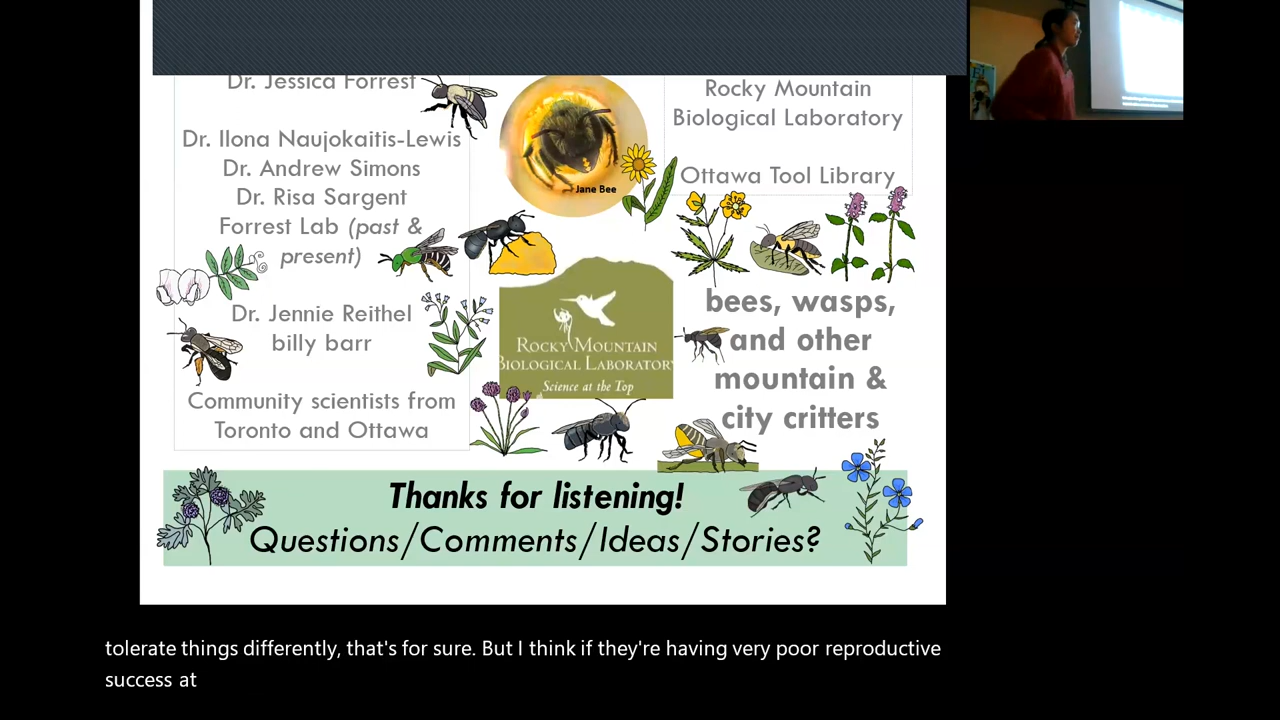 Dr. Jessica Forrest
Dr. Ilona Naujokaitis-Lewis
Dr. Andrew Simons
Dr. Risa Sargent
Forrest Lab (past &
present)
Dr. Jennie Reithel
billy barr
Community scientists from
Toronto and Ottawa
Jane Bee
ROCKY MOUNTAIN
BIOLOGICAL LABORATORY
Science at the Top
Rocky Mountain
Biological Laboratory
Ottawa Tool Library
bees, wasps,
and other
mountain &
city critters
Thanks for listening!
Questions/Comments/Ideas/Stories?
tolerate things differently, that's for sure. But I think if they're having very poor reproductive
success at